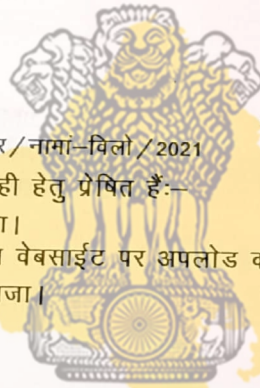 र/नामां-विलो/2021
ही हेतु प्रेषित हैं:-
ा।
वेबसाईट पर अपलोड व
जा।